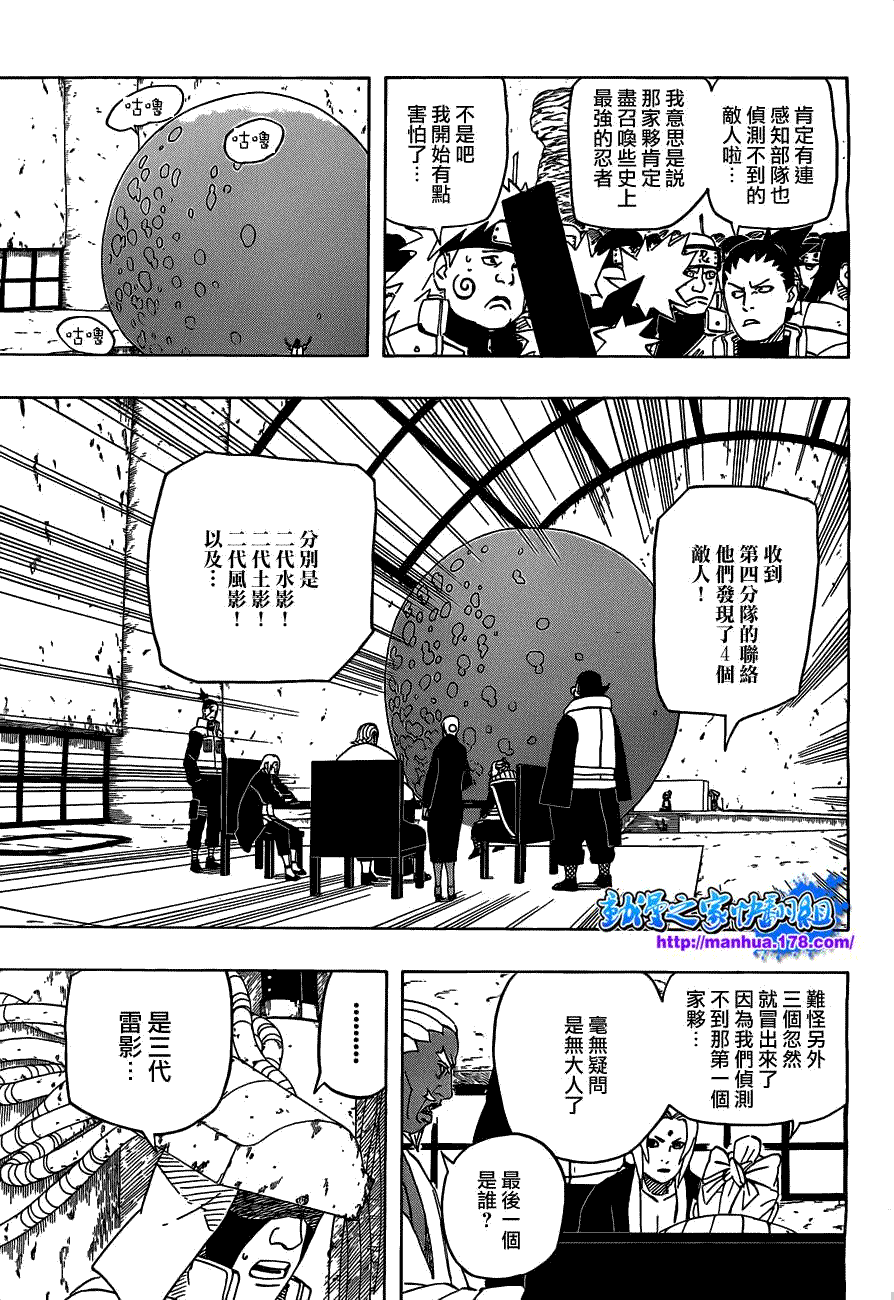 肯定有連
感知部隊也
偵測不到的
敵人啦…
我意思是說
那家夥肯定
盡召喚些史上
最強的忍者
不是吧
我開始有點
害怕了…
咕嚕
咕嚕
咕嚕
收到
第四分隊的聯絡
他們發現了4個
敵人！
分別是
二代水影！
二代土影！
二代風影！
以及…
動漫之家汉化组
http://manhua.178.com/
難怪另外
三個忽然
就冒出來了
因為我們偵測
不到那第一個
家夥…
毫無疑問
是無大人了
最後一個
是誰？
………
是三代
雷影…